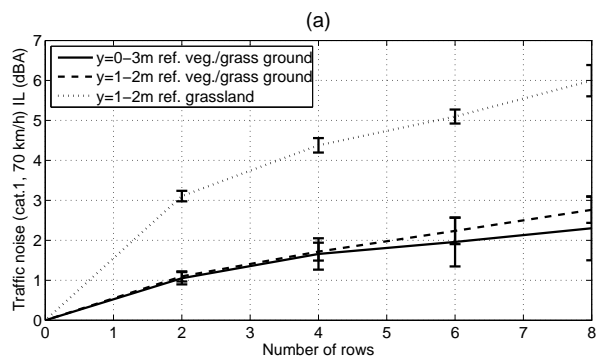 (a)
7
6
5
4
3
2
1
0
Traffic noise (cat.1, 70 km/h) IL (dBA)
y=0−3m ref. veg./grass ground
y=1−2m ref. veg./grass ground
y=1−2m ref. grassland
0 1 2 3 4 5 6 7 8
Number of rows